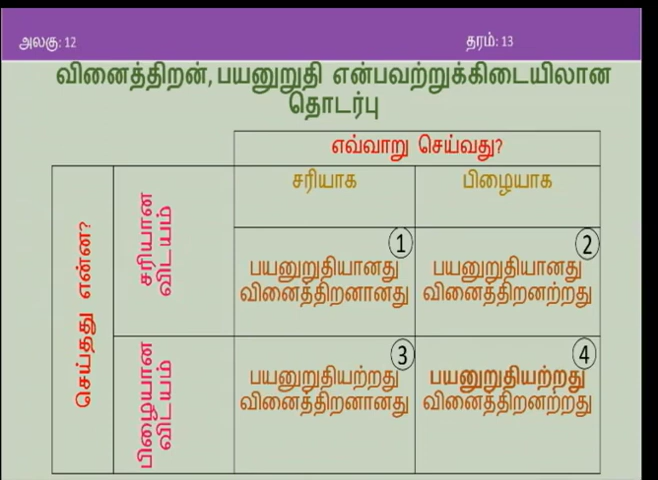 அலகு: 12
தரம்: 13
வினைத்திறன், பயனுறுதி என்பவற்றுக்கிடையிலான
தொடர்பு
எவ்வாறு செய்வது?
சரியாக
பிழையாக
செய்தது என்ன?
சரியான
விடயம்
1
பயனுறுதியானது
வினைத்திறனானது
2
பயனுறுதியானது
வினைத்திறனற்றது
பிழையான
விடயம்
3
பயனுறுதியற்றது
வினைத்திறனானது
4
பயனுறுதியற்றது
வினைத்திறனற்றது